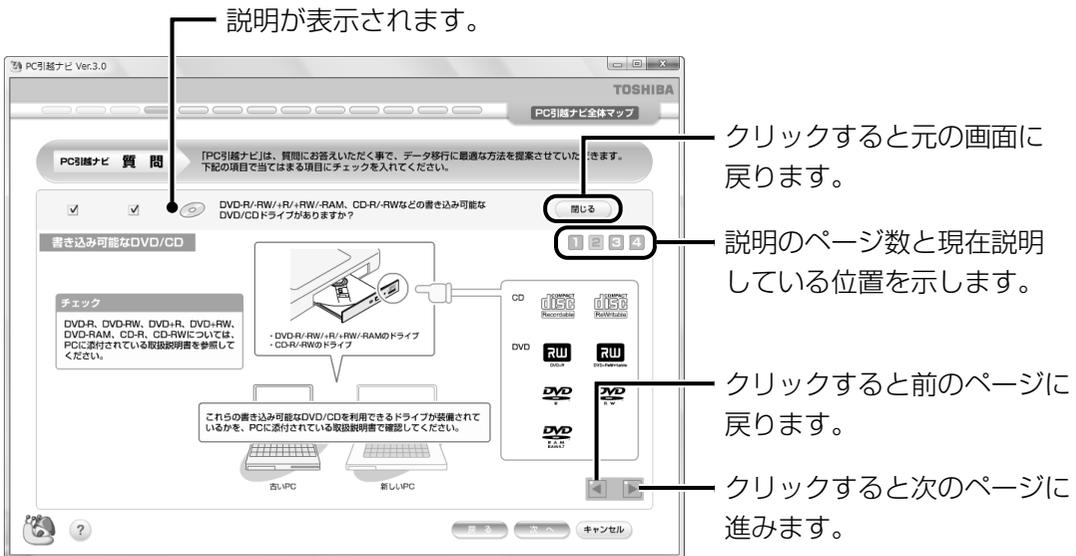 説明が表示されます。
PC引越ナビ Ver.3.0
TOSHIBA
PC引越ナビ全体マップ
PC引越ナビ 質 問
「PC引越ナビ」は、質問にお答えいただく事で、データ移行に最適な方法を提案させていただきます。
下記の項目で当てはまる項目にチェックを入れてください。
クリックすると元の画面に
戻ります。
DVD-R/-RW/+R/+RW/-RAM、CD-R/-RWなどの書き込み可能な
DVD/CDドライブがありますか?
閉じる
書き込み可能なDVD/CD
1 2 3 4
説明のページ数と現在説明
している位置を示します。
チェック
DVD-R、DVD-RW、DVD+R、DVD+RW、
DVD-RAM、CD-R、CD-RWについては、
PCに添付されている取扱説明書を参照して
ください。
・DVD-R/-RW/+R/+RW/-RAMのドライブ
・CD-R/-RWのドライブ
CD
COMPACT disc Recordable
COMPACT disc ReWritable
DVD
RW DVD+R
RW DVD+ReWritable
DVD R
DVD RW
DVD RAM RAM4.7
これらの書き込み可能なDVD/CDを利用できるドライブが装備されて
いるかを、PCに添付されている取扱説明書で確認してください。
古いPC
新しいPC
クリックすると前のページに
戻ります。
クリックすると次のページに
進みます。
?
戻 る
次 へ
キャンセル